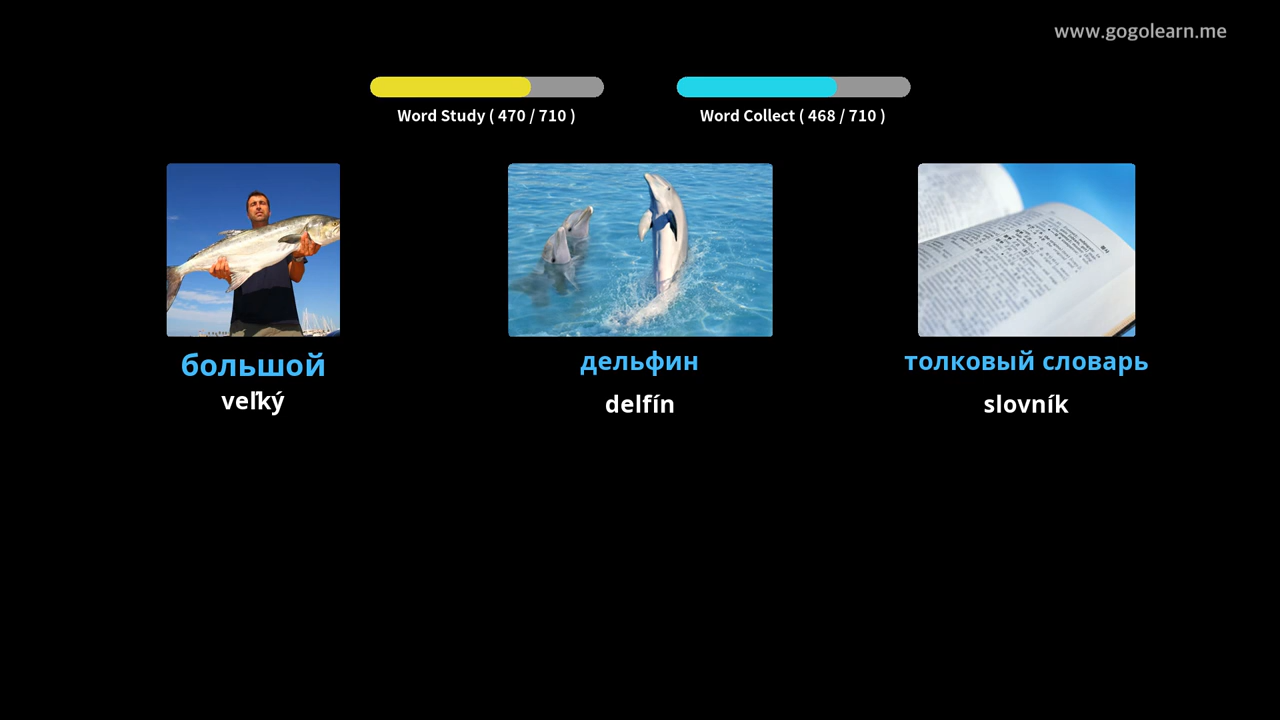 www.gogolearn.me
Word Study ( 470 / 710 )
Word Collect ( 468 / 710 )
большой
дельфин
толковый словарь
veľký
delfín
slovník